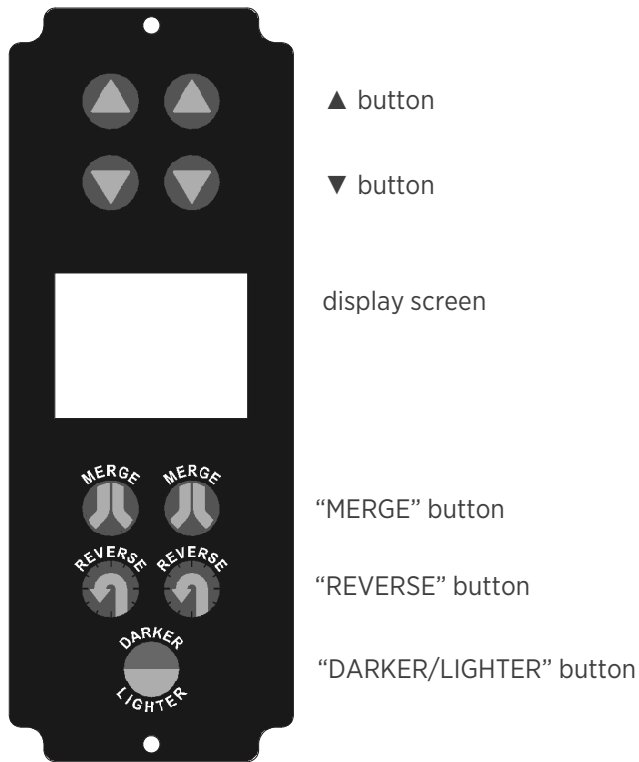 ▲ button
▼ button
display screen
MERGE MERGE
“MERGE” button
REVERSE REVERSE
“REVERSE” button
DARKER
“DARKER/LIGHTER” button
LIGHTER